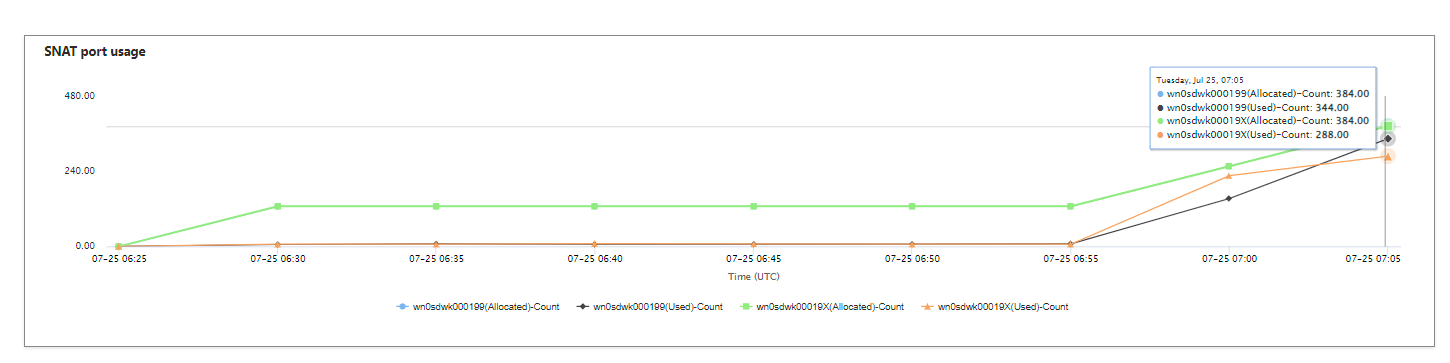 SNAT port usage
480.00
240.00
0.00
Tuesday, Jul 25, 07:05
wn0sdwk000199(Allocated)-Count: 384.00
wn0sdwk000199(Used)-Count: 344.00
wn0sdwk00019X(Allocated)-Count: 384.00
wn0sdwk00019X(Used)-Count: 288.00
07-25 06:25 07-25 06:30 07-25 06:35 07-25 06:40 07-25 06:45 07-25 06:50 07-25 06:55 07-25 07:00 07-25 07:05
Time (UTC)
wn0sdwk000199(Allocated)-Count wn0sdwk000199(Used)-Count wn0sdwk00019X(Allocated)-Count wn0sdwk00019X(Used)-Count